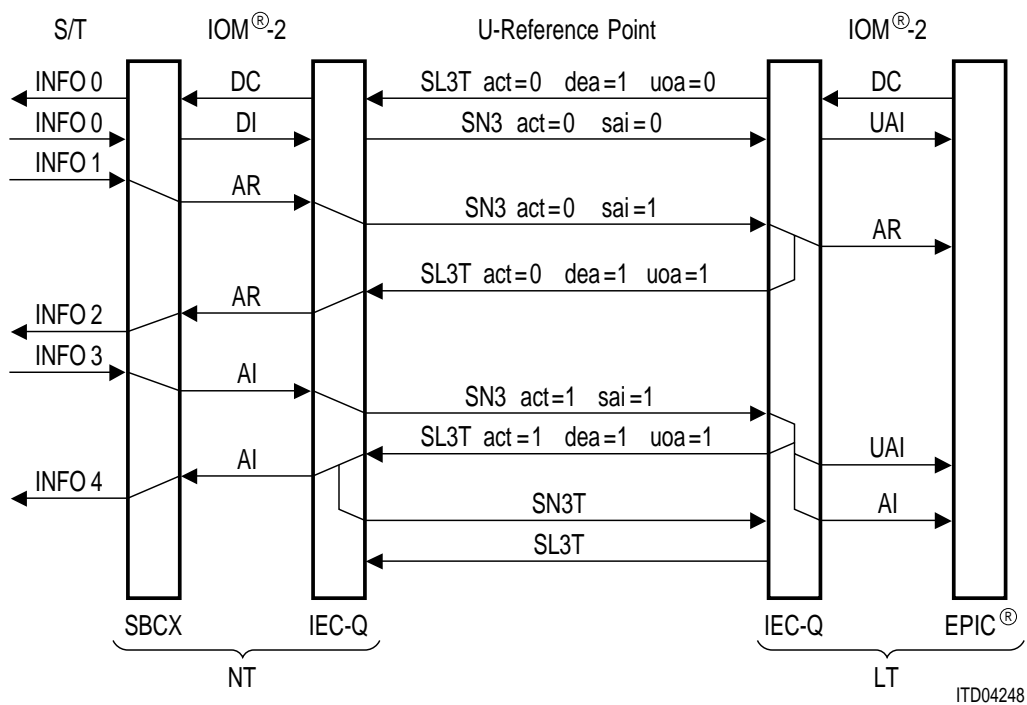 S/T IOM®-2 U-Reference Point IOM®-2
INFO 0 DC SL3T act=0 dea=1 uoa=0 DC
INFO 0 DI SN3 act=0 sai=0 UAI
INFO 1
AR
SN3 act=0 sai=1
AR
SL3T act=0 dea=1 uoa=1
AR
INFO 2
INFO 3
AI
SN3 act=1 sai=1
SL3T act=1 dea=1 uoa=1
UAI
AI
INFO 4
SN3T AI
SL3T
SBCX IEC-Q IEC-Q EPIC®
NT LT
ITD04248